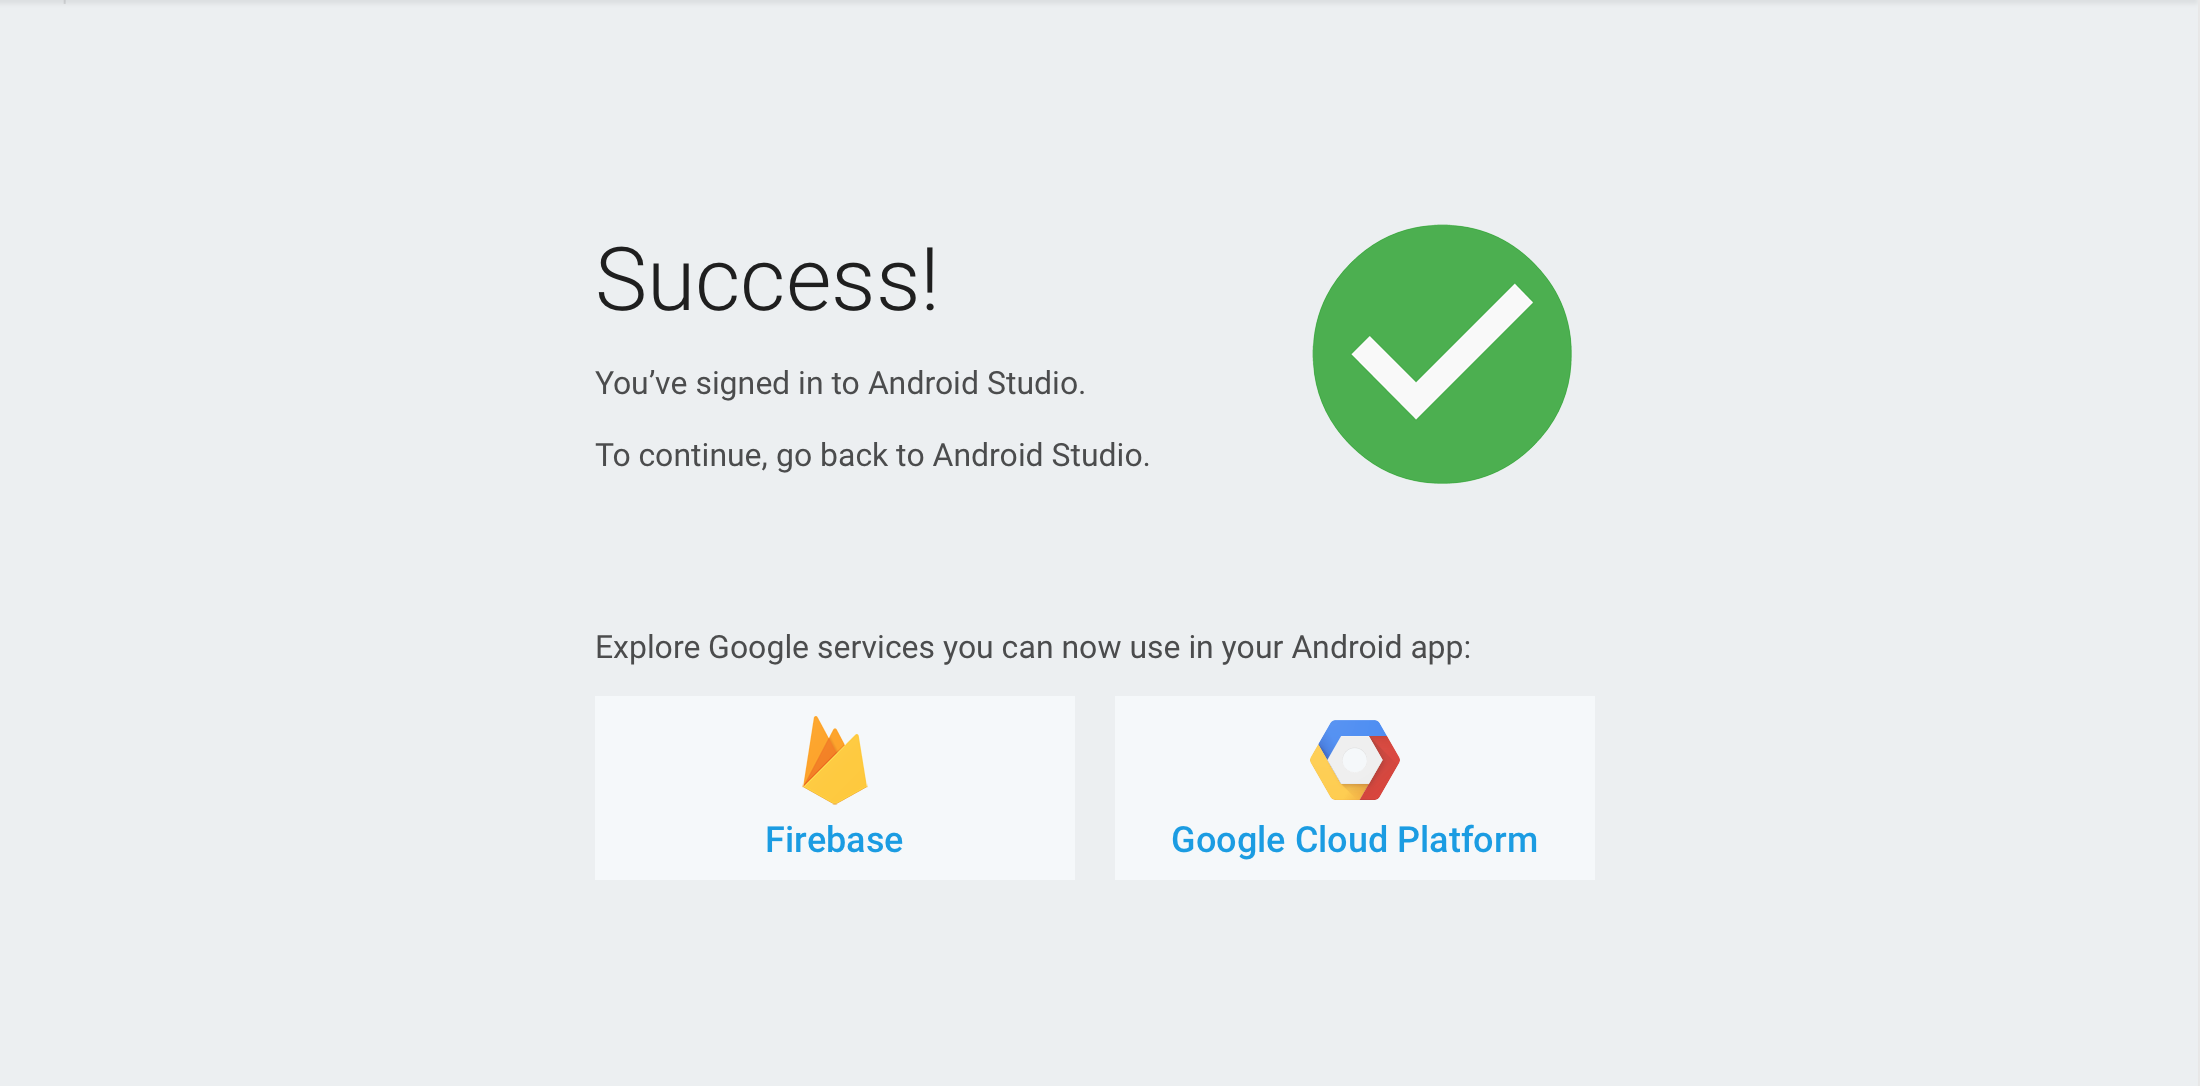 Success!
You’ve signed in to Android Studio.
To continue, go back to Android Studio.
Explore Google services you can now use in your Android app:
Firebase
Google Cloud Platform